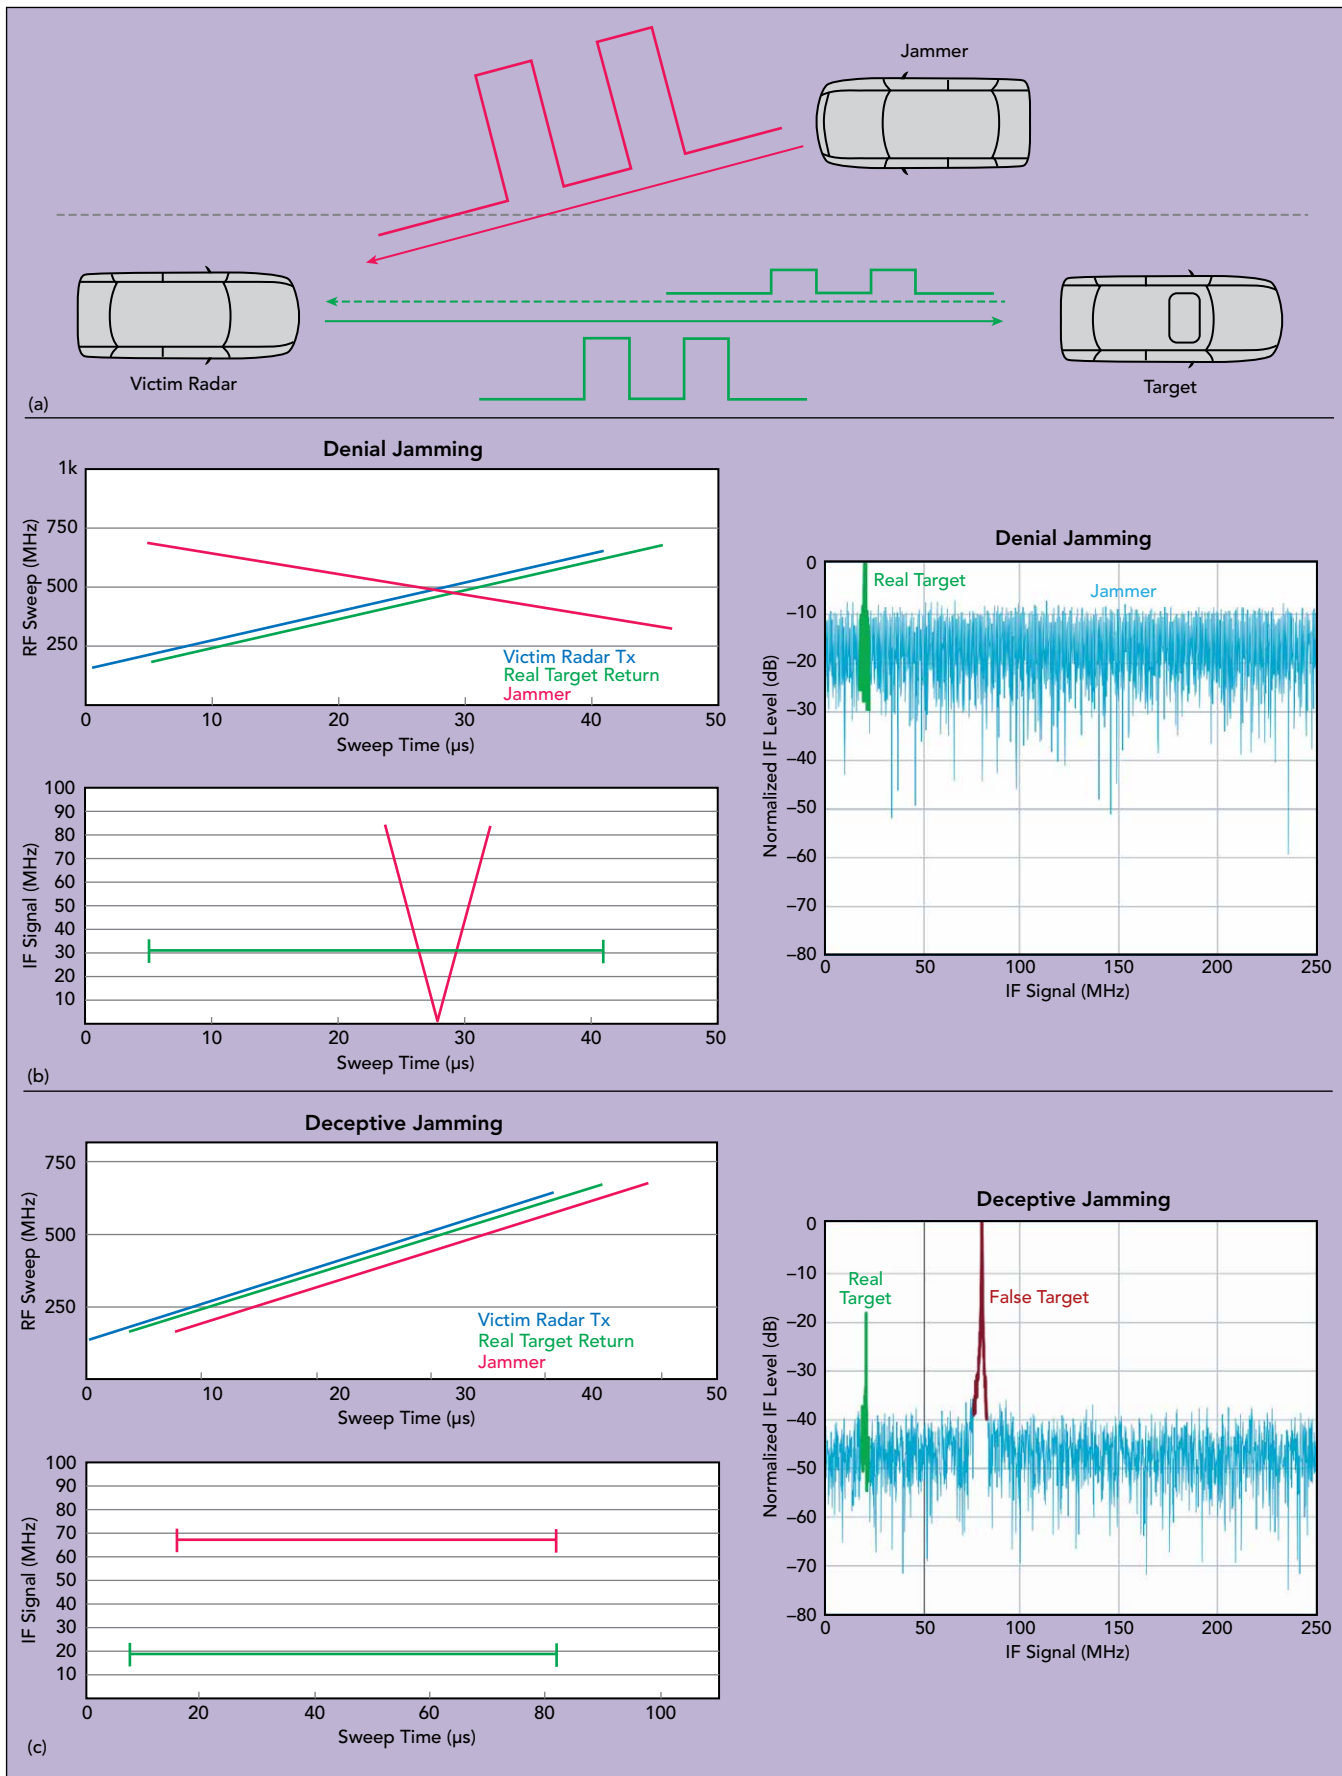 Jammer
Victim Radar
Target
(a)
Denial Jamming
RF Sweep (MHz)
1k
750
500
250
Victim Radar Tx
Real Target Return
Jammer
0 10 20 30 40 50
Sweep Time (µs)
IF Signal (MHz)
100
90
80
70
60
50
40
30
20
10
0 10 20 30 40 50
Sweep Time (µs)
Denial Jamming
Normalized IF Level (dB)
0
Real Target
Jammer
–10
–20
–30
–40
–50
–60
–70
–80
0 50 100 150 200 250
IF Signal (MHz)
(b)
Deceptive Jamming
RF Sweep (MHz)
750
500
250
Victim Radar Tx
Real Target Return
Jammer
0 10 20 30 40 50
Sweep Time (µs)
IF Signal (MHz)
100
90
80
70
60
50
40
30
20
10
0 20 40 60 80 100
Sweep Time (µs)
Deceptive Jamming
Normalized IF Level (dB)
0
–10
Real
Target
False Target
–20
–30
–40
–50
–60
–70
–80
0 50 100 150 200 250
IF Signal (MHz)
(c)